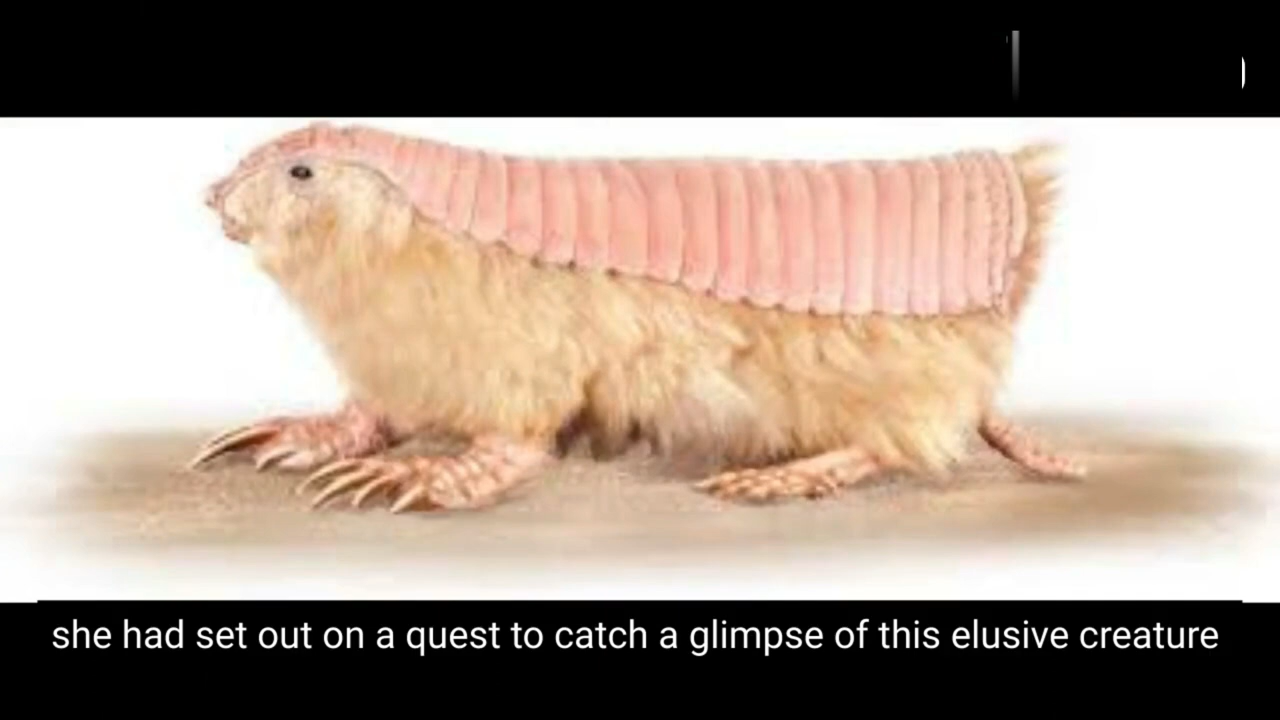 she had set out on a quest to catch a glimpse of this elusive creature